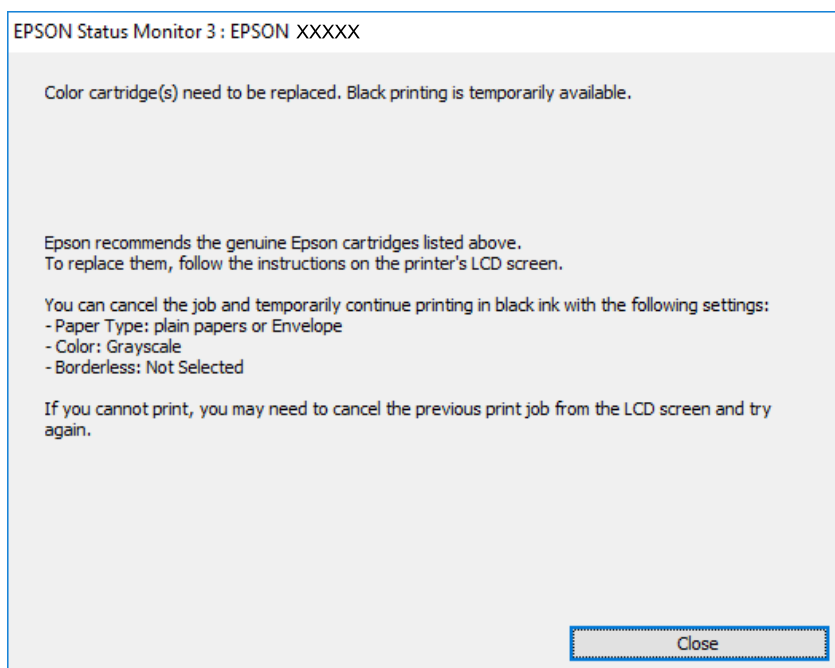 EPSON Status Monitor 3 : EPSON XXXXX
Color cartridge(s) need to be replaced. Black printing is temporarily available.
Epson recommends the genuine Epson cartridges listed above.
To replace them, follow the instructions on the printer's LCD screen.
You can cancel the job and temporarily continue printing in black ink with the following settings:
- Paper Type: plain papers or Envelope
- Color: Grayscale
- Borderless: Not Selected
If you cannot print, you may need to cancel the previous print job from the LCD screen and try
again.
Close